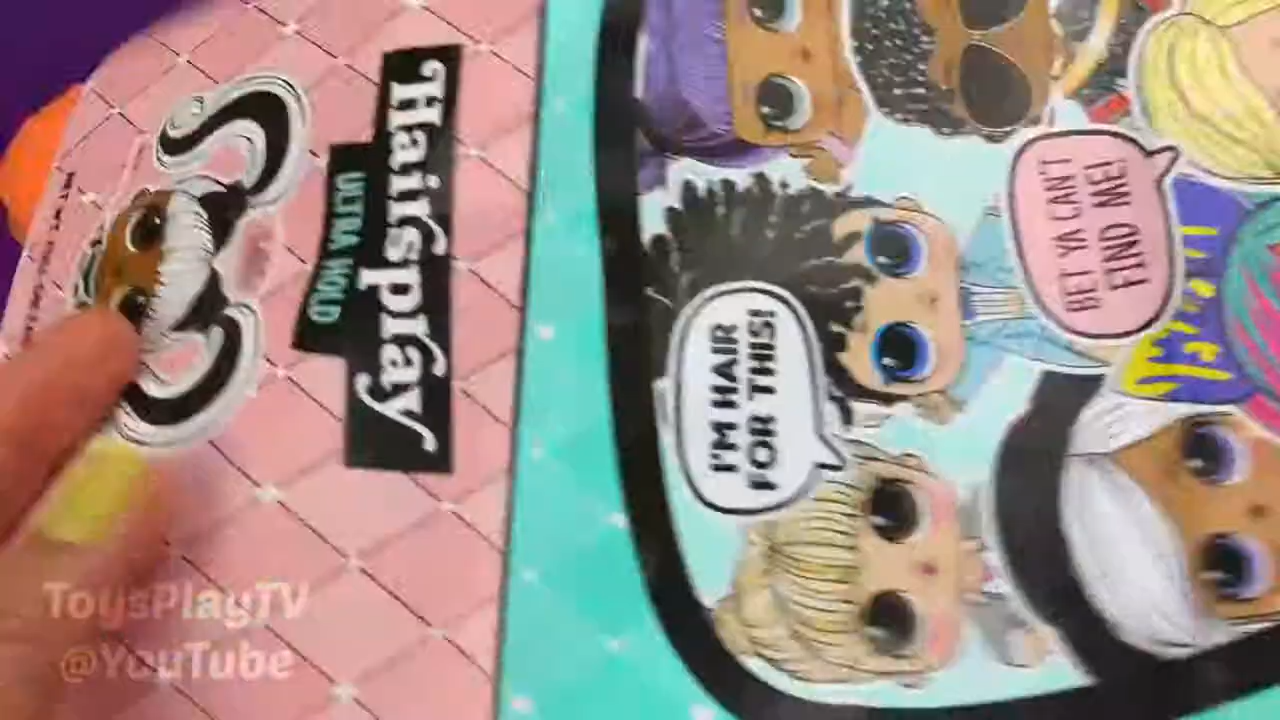 Hairspray
ULTRA HOLD
I'M HAIR
FOR THIS!
BET YA CAN'T
FIND ME!
ToysPlayTV
@YouTube